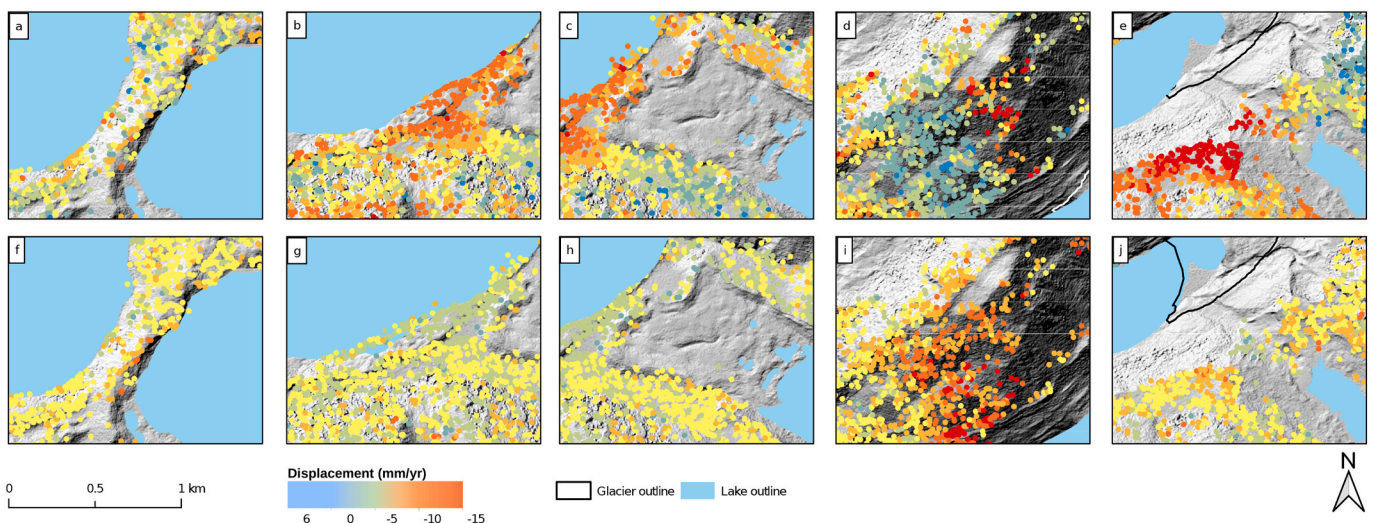 a
b
c
d
e
f
g
h
i
j
0 0.5 1 km
Displacement (mm/yr)
6 0 -5 -10 -15
Glacier outline
Lake outline
N